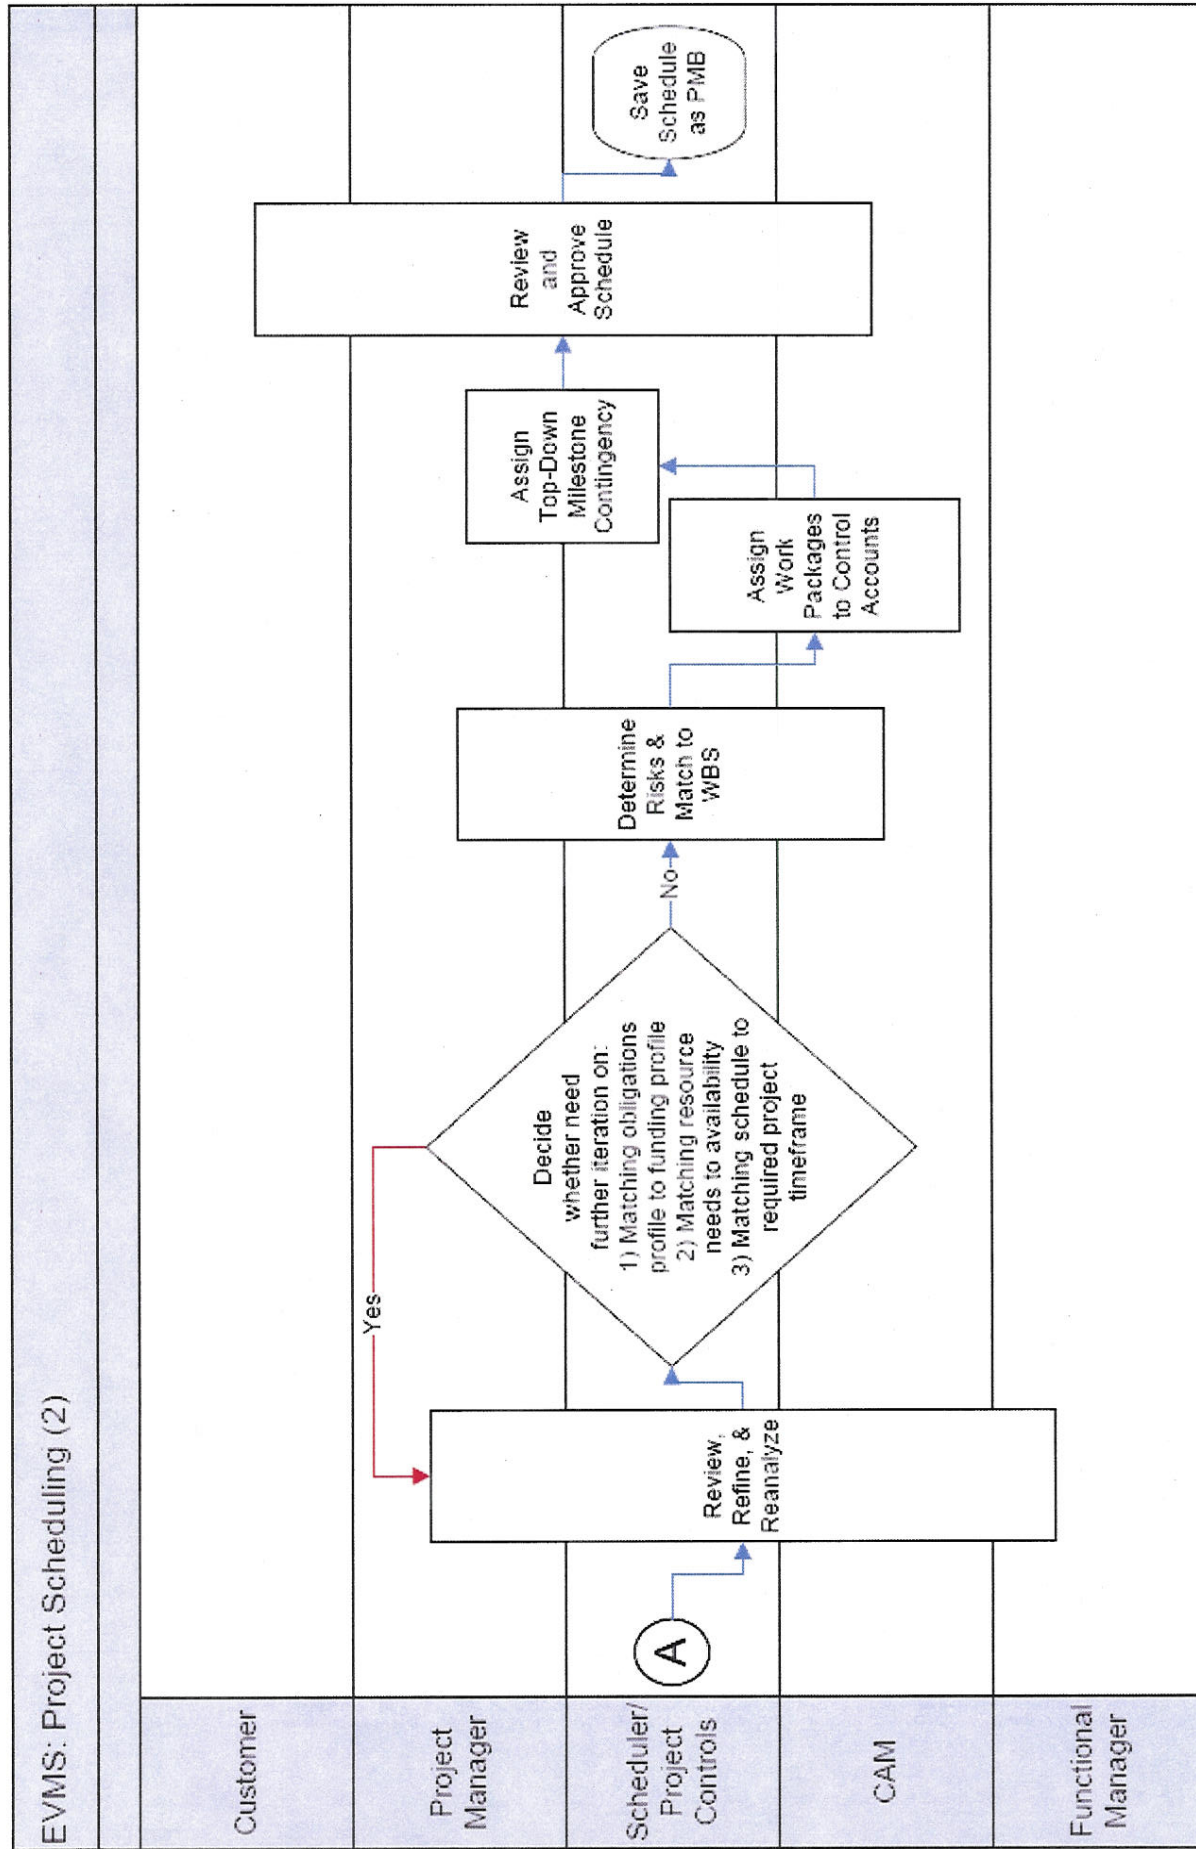 EVMS: Project Scheduling (2)
Customer
Project
Manager
Scheduler/
Project
Controls
CAM
Functional
Manager
A
Review,
Refine, &
Reanalyze
Yes
Decide
whether need
further iteration on:
1) Matching obligations
profile to funding profile
2) Matching resource
needs to availability
3) Matching schedule to
required project
timeframe
No
Determine
Risks &
Match to
WBS
Assign
Work
Packages
to Control
Accounts
Assign
Top-Down
Milestone
Contingency
Review
and
Approve
Schedule
Save
Schedule
as PMB